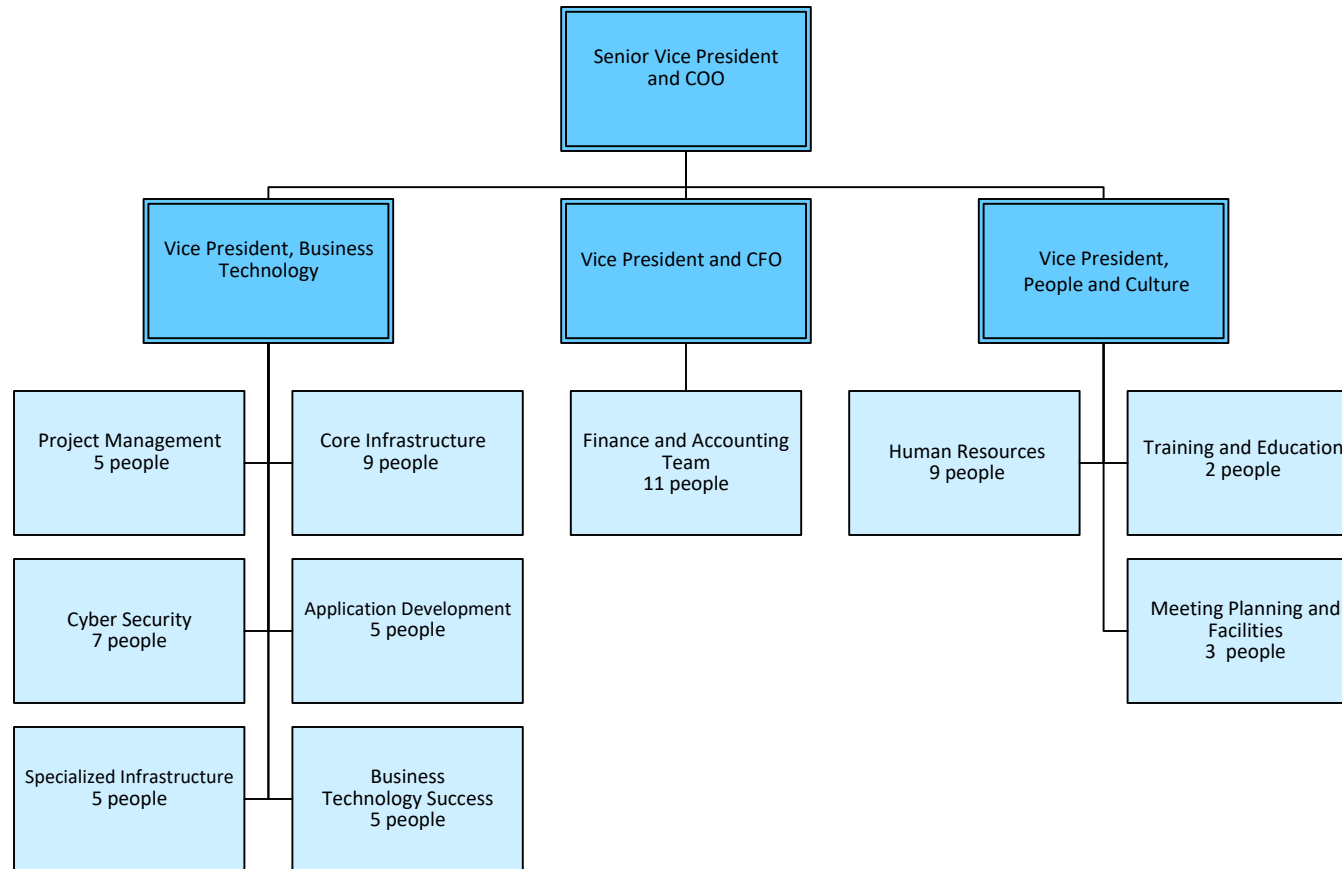 Senior Vice President
and COO
Vice President, Business
Technology
Vice President and CFO
Vice President,
People and Culture
Project Management
5 people
Core Infrastructure
9 people
Finance and Accounting
Team
11 people
Human Resources
9 people
Training and Education
2 people
Cyber Security
7 people
Application Development
5 people
Meeting Planning and
Facilities
3  people
Specialized Infrastructure
5 people
Business
Technology Success
5 people